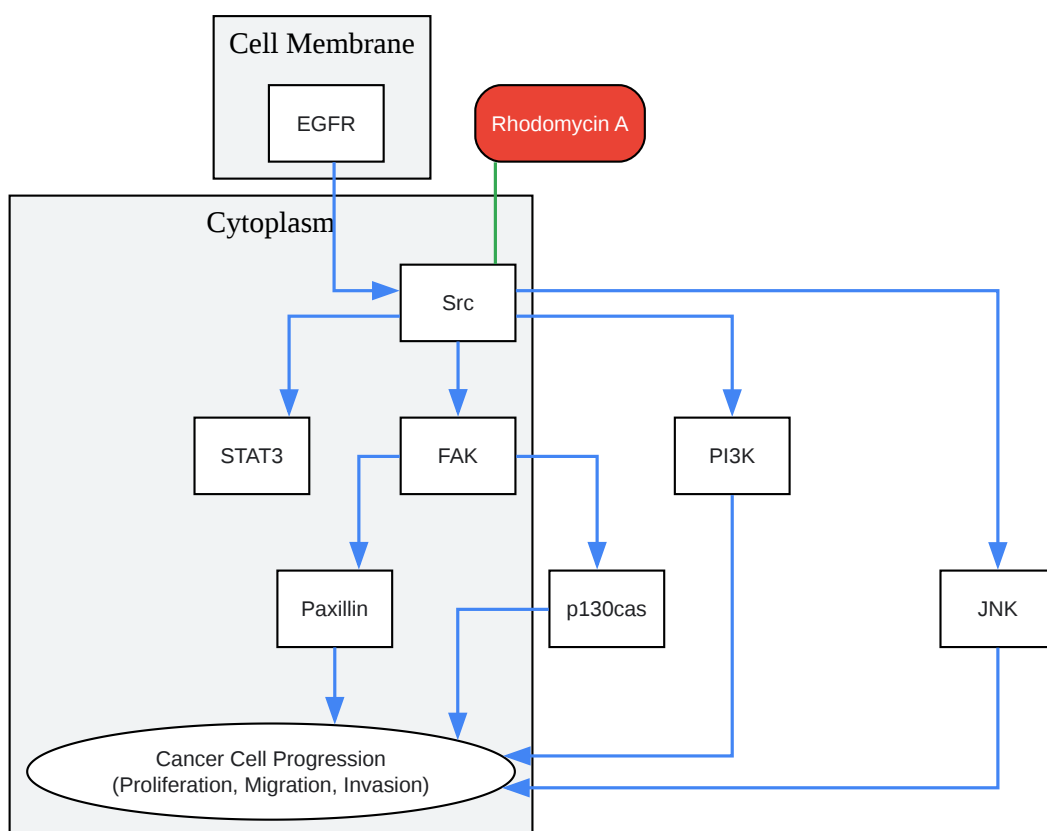 Cell Membrane
EGFR
Rhodomycin A
Cytoplasm
Src
STAT3
FAK
PI3K
Paxillin
p130cas
JNK
Cancer Cell Progression
(Proliferation, Migration, Invasion)